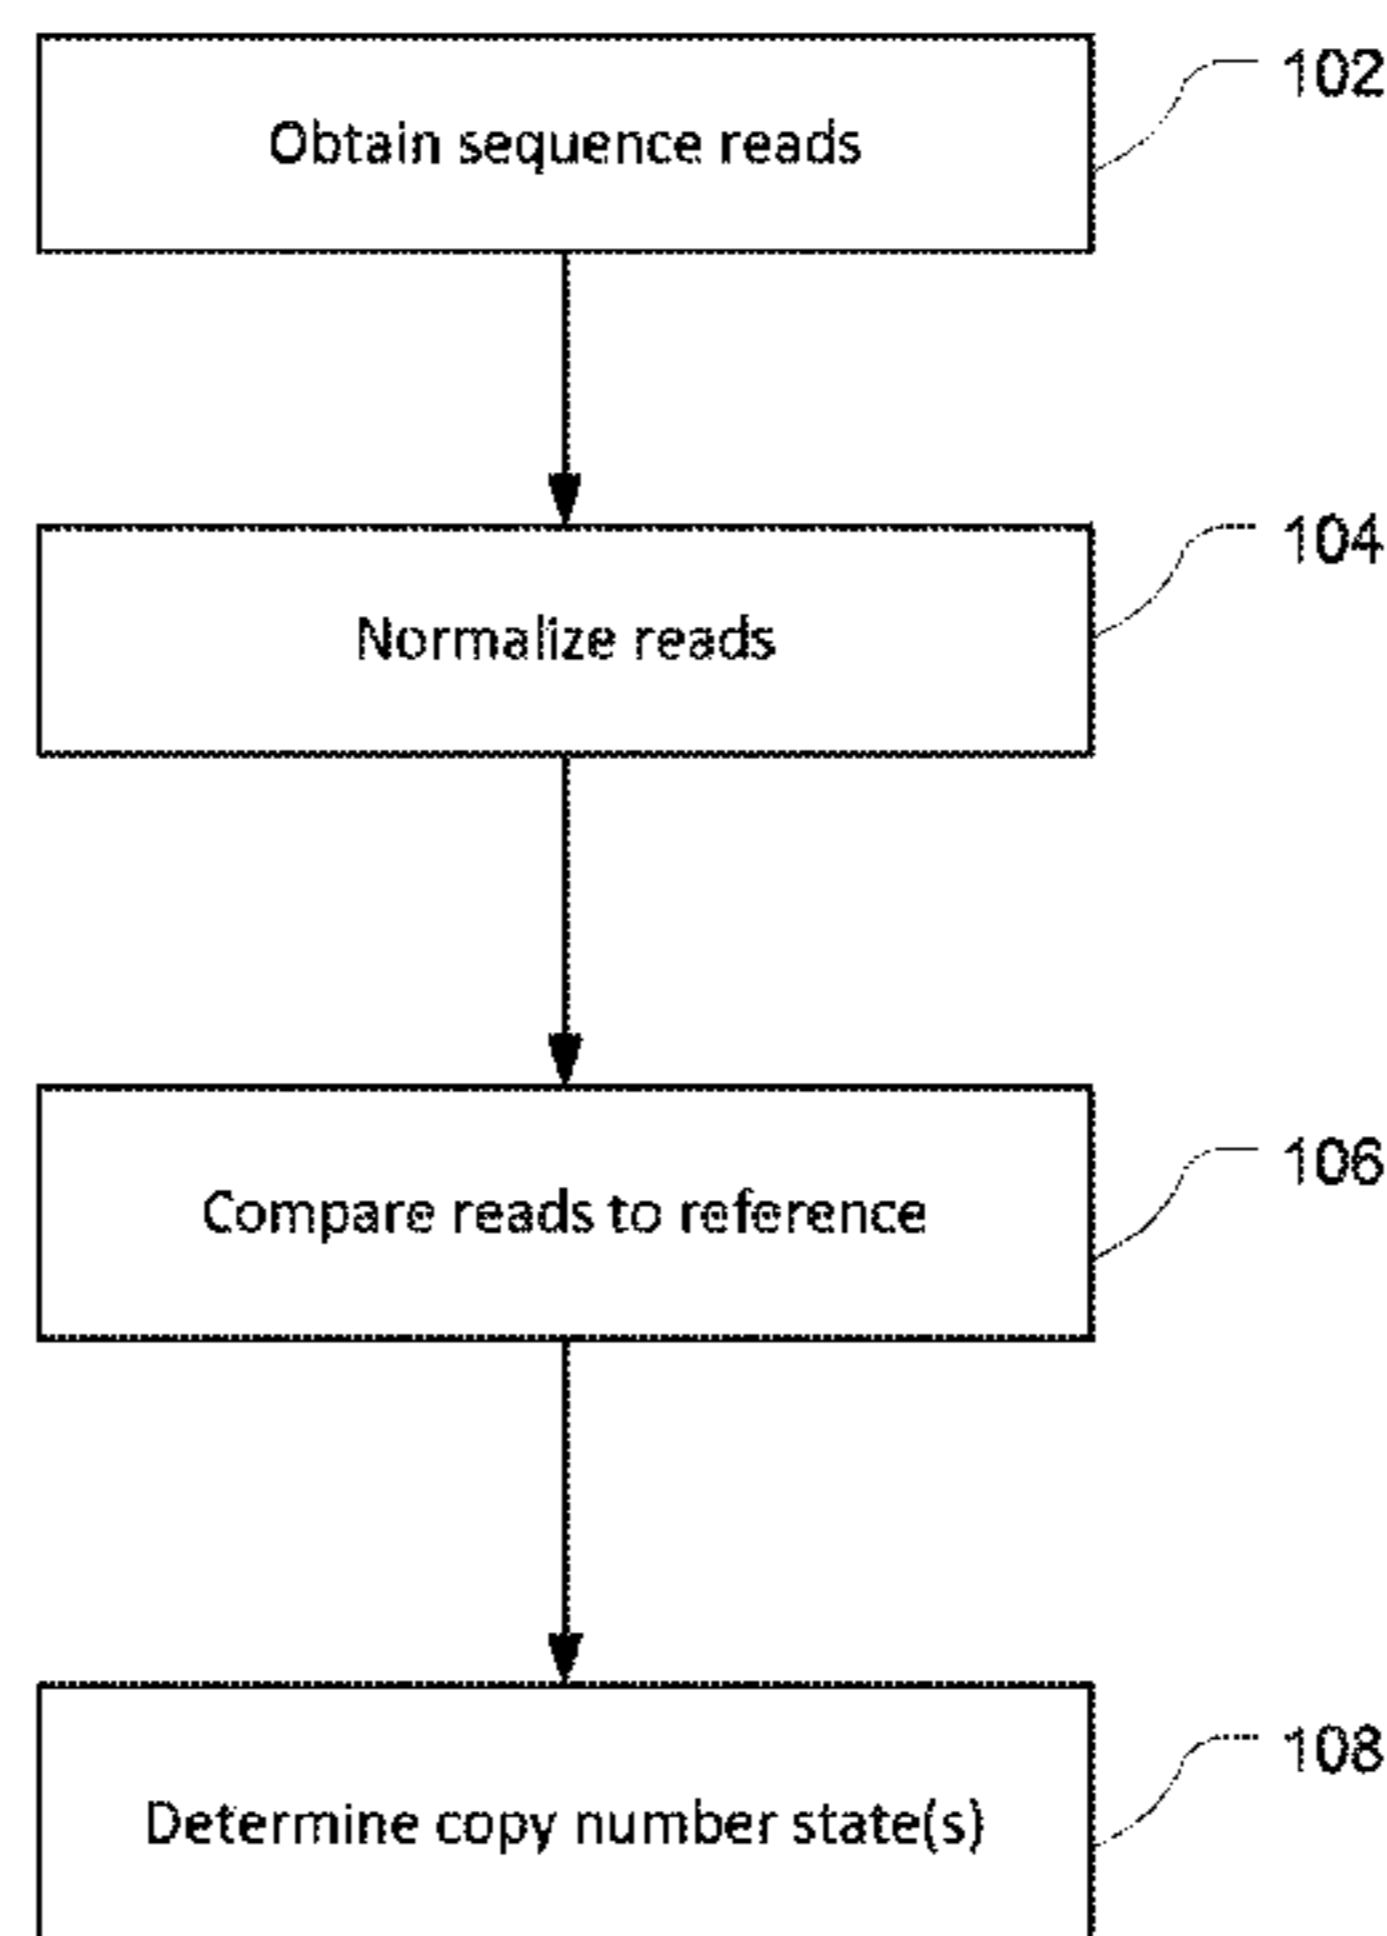 Obtain sequence reads
102
Normalize reads
104
Compare reads to reference
106
Determine copy number state(s)
108